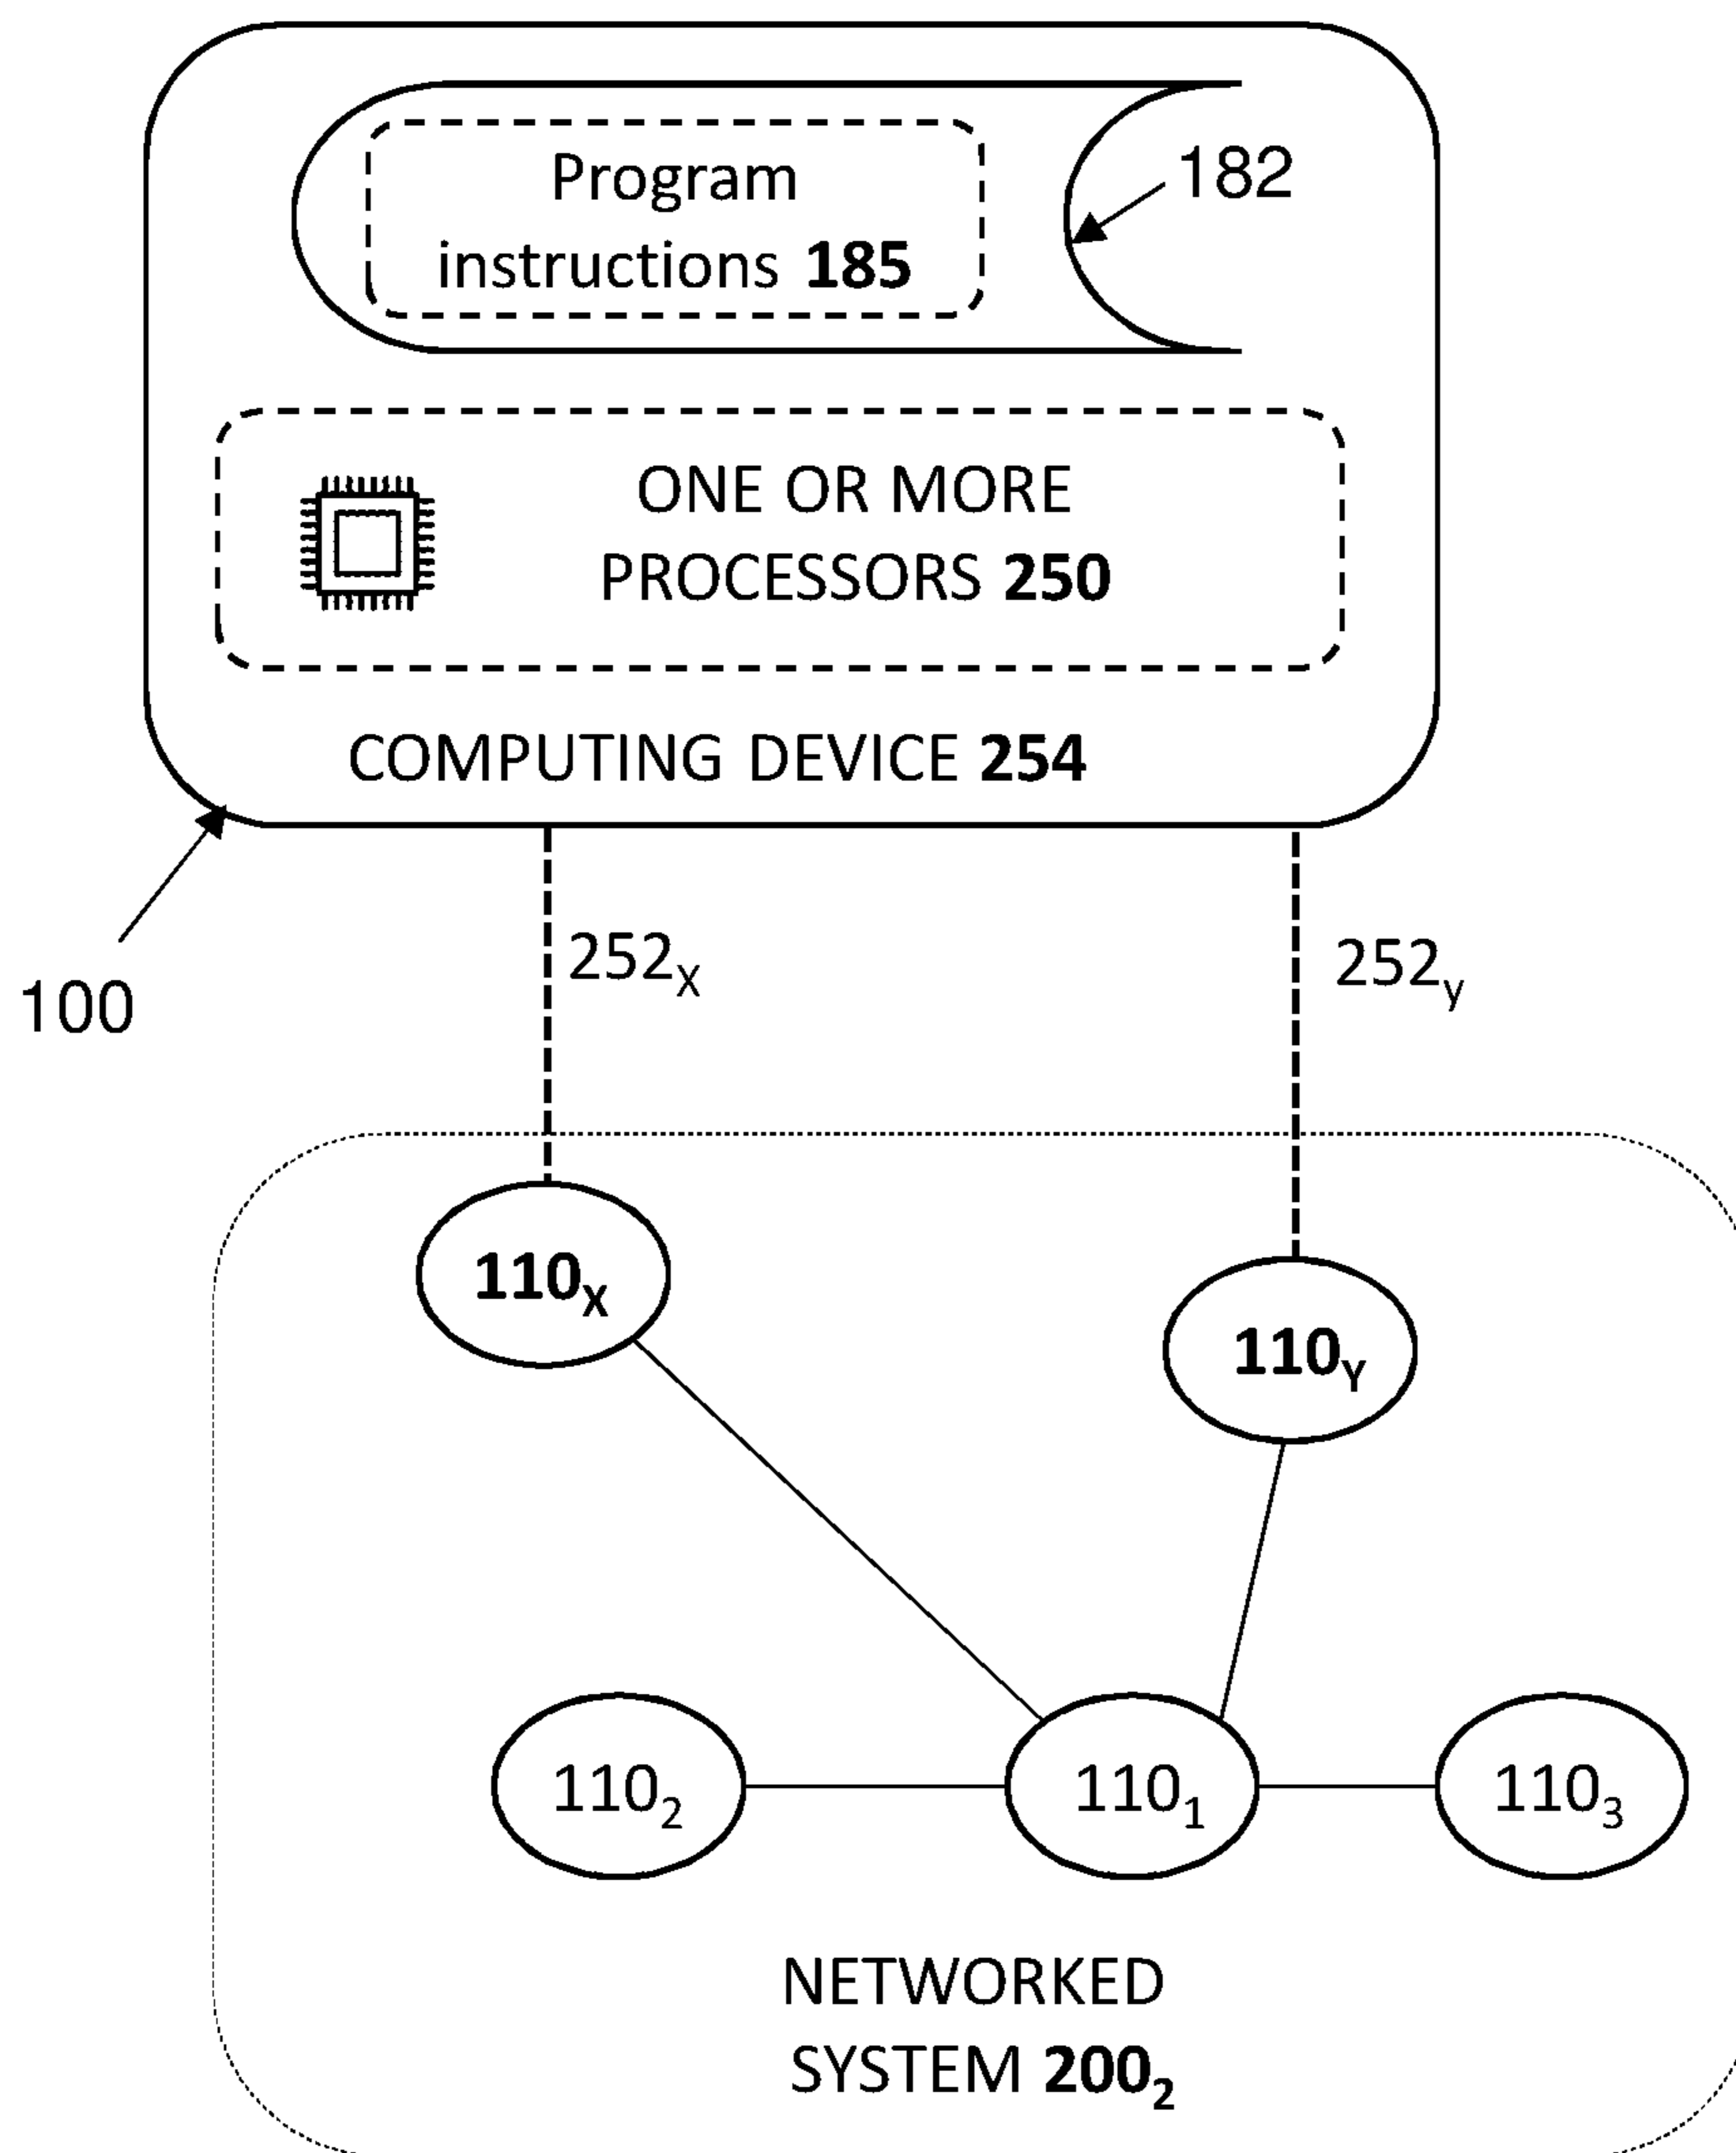 Program
instructions 185
182
ONE OR MORE
PROCESSORS 250
COMPUTING DEVICE 254
100
252X
252y
110X
110Y
1102
1101
1103
NETWORKED
SYSTEM 2002